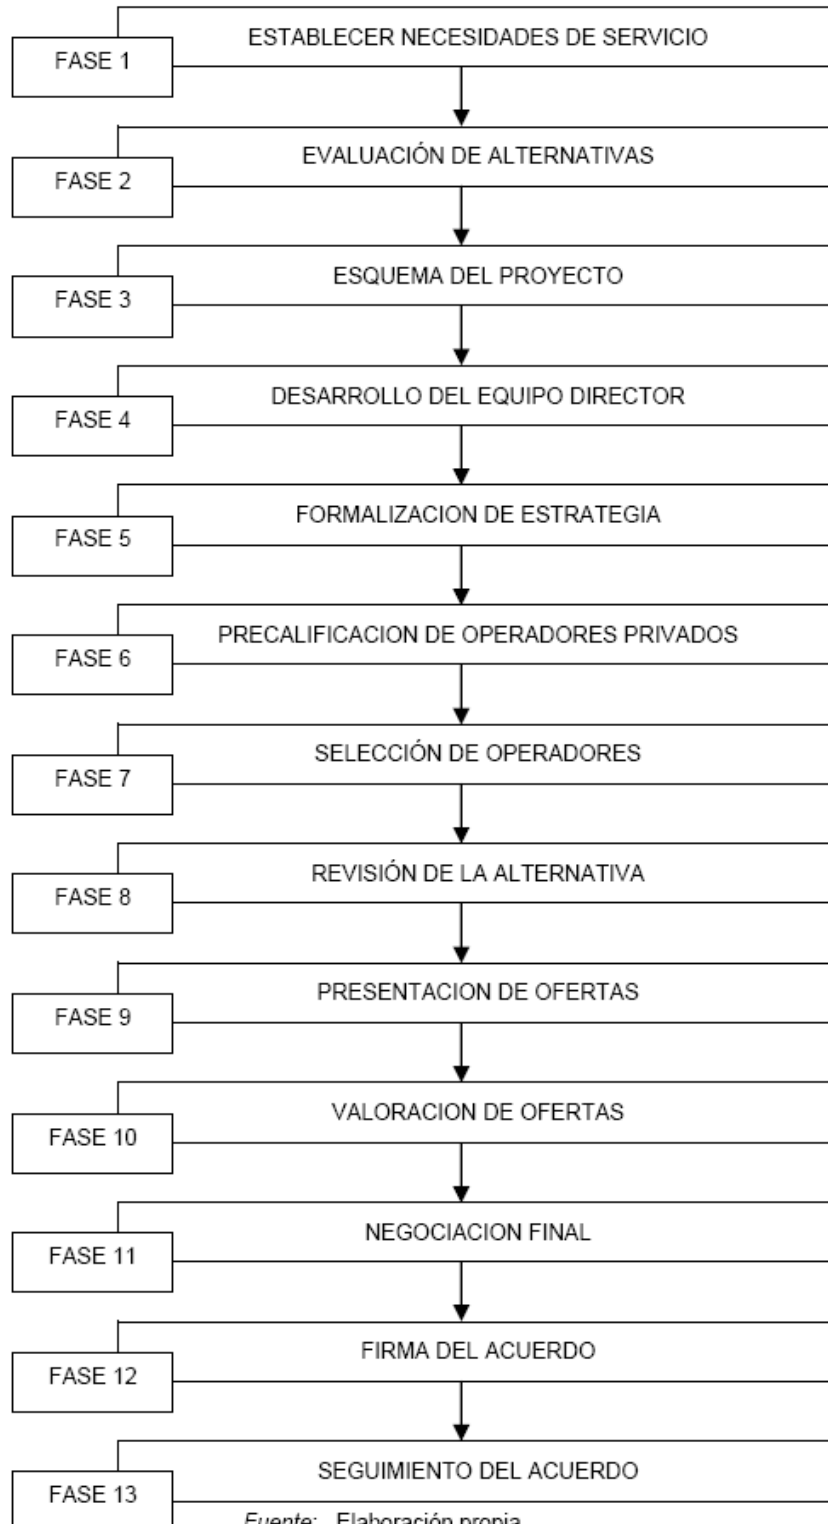 ESTABLECER NECESIDADES DE SERVICIO
FASE 1
EVALUACIÓN DE ALTERNATIVAS
FASE 2
ESQUEMA DEL PROYECTO
FASE 3
DESARROLLO DEL EQUIPO DIRECTOR
FASE 4
FORMALIZACION DE ESTRATEGIA
FASE 5
PRECALIFICACION DE OPERADORES PRIVADOS
FASE 6
SELECCIÓN DE OPERADORES
FASE 7
REVISIÓN DE LA ALTERNATIVA
FASE 8
PRESENTACION DE OFERTAS
FASE 9
VALORACION DE OFERTAS
FASE 10
NEGOCIACION FINAL
FASE 11
FIRMA DEL ACUERDO
FASE 12
SEGUIMIENTO DEL ACUERDO
FASE 13
Fuente: Elaboración propia